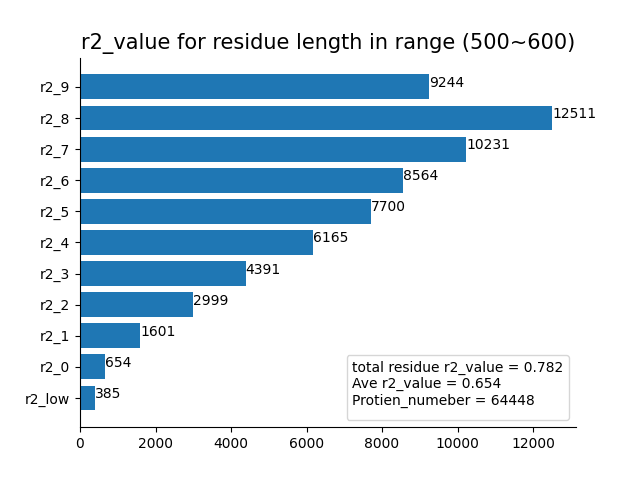 r2_value for residue length in range (500~600)
r2_9 9244
r2_8 12511
r2_7 10231
r2_6 8564
r2_5 7700
r2_4 6165
r2_3 4391
r2_2 2999
r2_1 1601
r2_0 654
r2_low 385
total residue r2_value = 0.782
Ave r2_value = 0.654
Protien_numeber = 64448
0 2000 4000 6000 8000 10000 12000